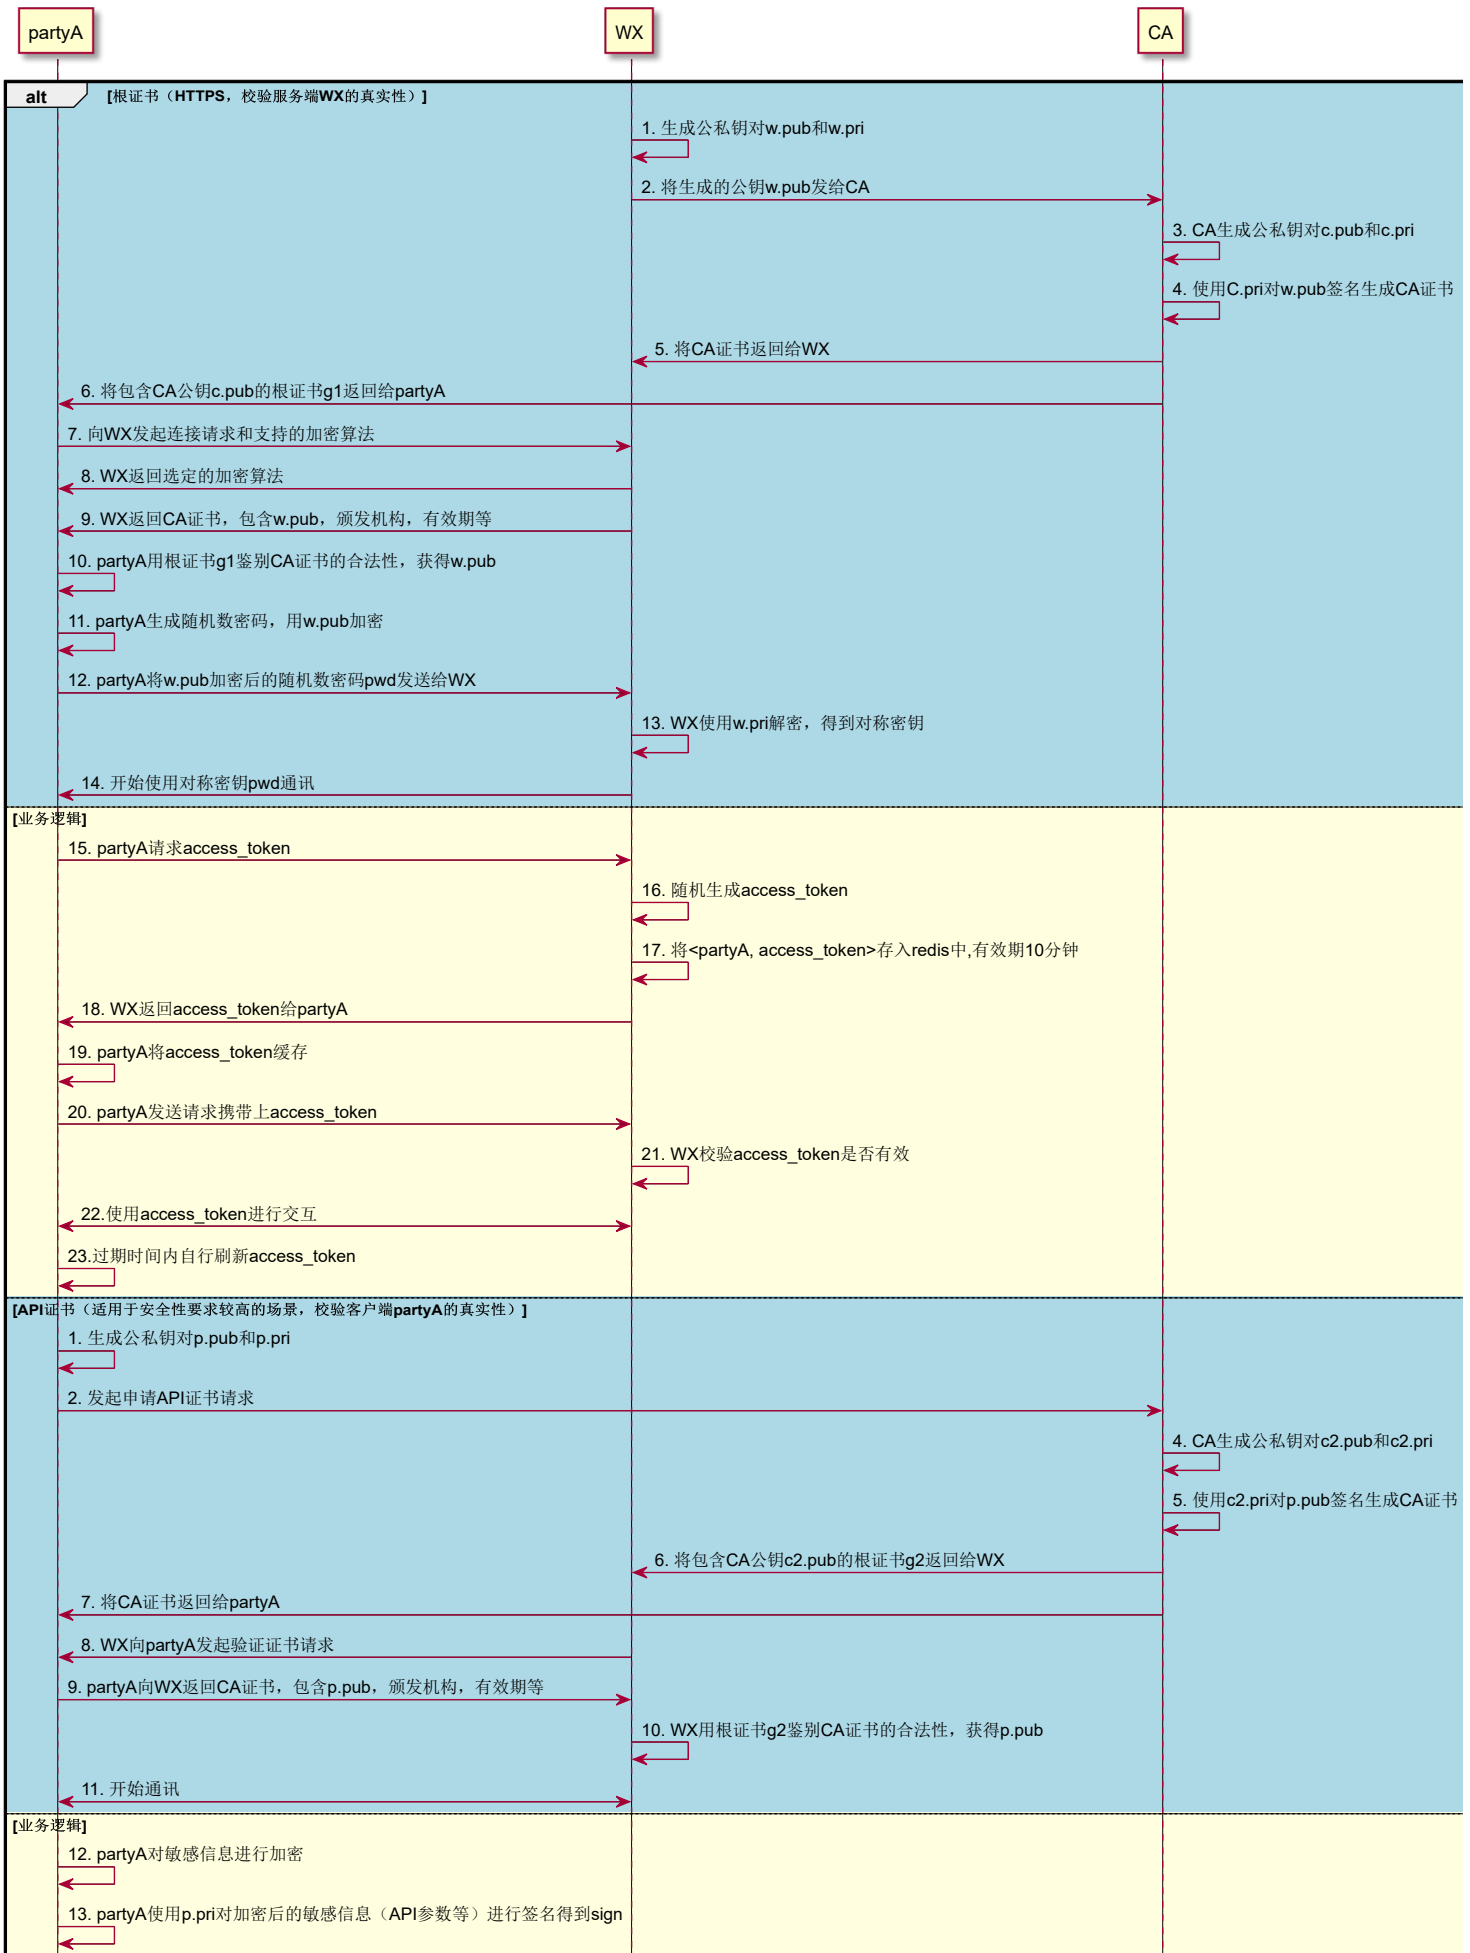 partyA
WX
CA
alt
[根证书（HTTPS，校验服务端WX的真实性）]
1. 生成公私钥对w.pub和w.pri
2. 将生成的公钥w.pub发给CA
3. CA生成公私钥对c.pub和c.pri
4. 使用C.pri对w.pub签名生成CA证书
5. 将CA证书返回给WX
6. 将包含CA公钥c.pub的根证书g1返回给partyA
7. 向WX发起连接请求和支持的加密算法
8. WX返回选定的加密算法
9. WX返回CA证书，包含w.pub，颁发机构，有效期等
10. partyA用根证书g1鉴别CA证书的合法性，获得w.pub
11. partyA生成随机数密码，用w.pub加密
12. partyA将w.pub加密后的随机数密码pwd发送给WX
13. WX使用w.pri解密，得到对称密钥
14. 开始使用对称密钥pwd通讯
[业务逻辑]
15. partyA请求access_token
16. 随机生成access_token
17. 将<partyA, access_token>存入redis中,有效期10分钟
18. WX返回access_token给partyA
19. partyA将access_token缓存
20. partyA发送请求携带上access_token
21. WX校验access_token是否有效
22.使用access_token进行交互
23.过期时间内自行刷新access_token
[API证书（适用于安全性要求较高的场景，校验客户端partyA的真实性）]
1. 生成公私钥对p.pub和p.pri
2. 发起申请API证书请求
4. CA生成公私钥对c2.pub和c2.pri
5. 使用c2.pri对p.pub签名生成CA证书
6. 将包含CA公钥c2.pub的根证书g2返回给WX
7. 将CA证书返回给partyA
8. WX向partyA发起验证证书请求
9. partyA向WX返回CA证书，包含p.pub，颁发机构，有效期等
10. WX用根证书g2鉴别CA证书的合法性，获得p.pub
11. 开始通讯
[业务逻辑]
12. partyA对敏感信息进行加密
13. partyA使用p.pri对加密后的敏感信息（API参数等）进行签名得到sign